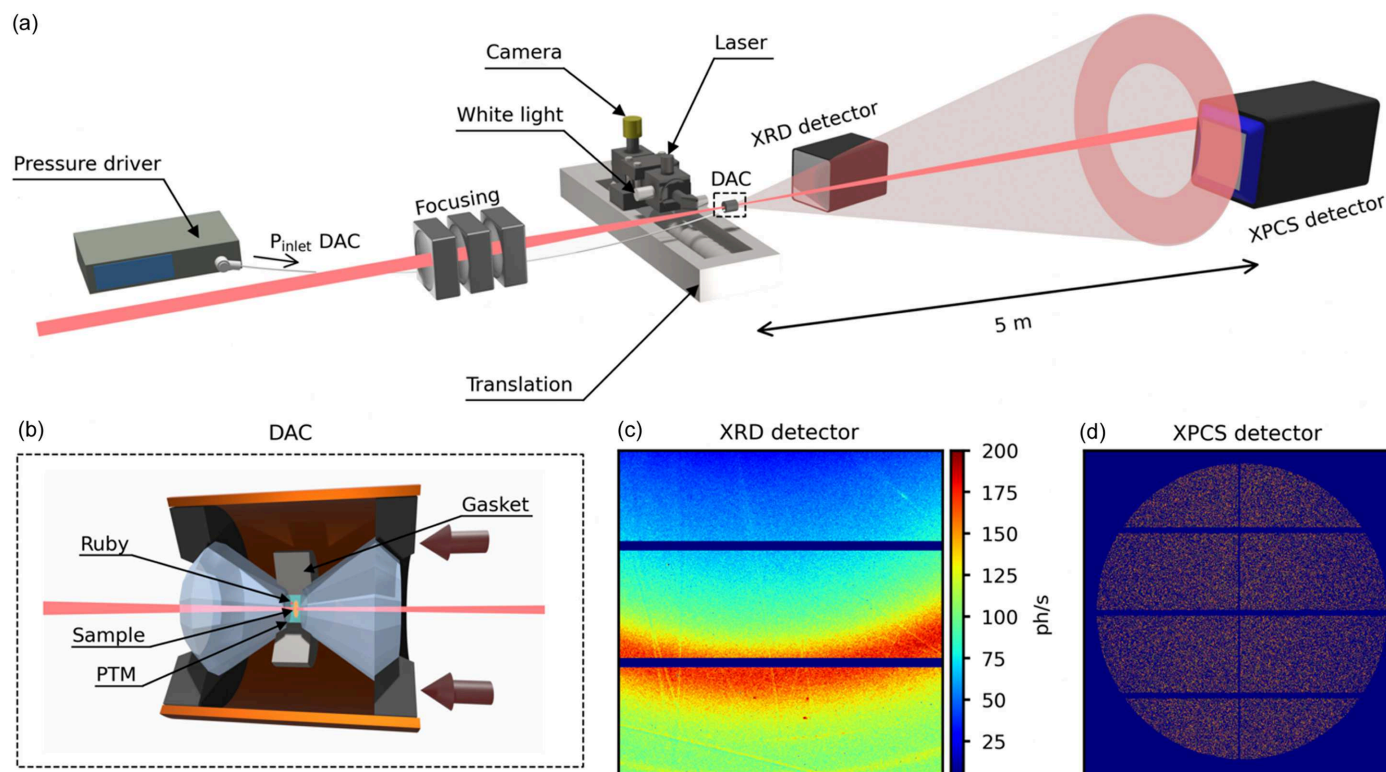 (a)
Camera
Laser
White light
XRD detector
Pressure driver
Focusing
DAC
P_inlet DAC
XPCS detector
5 m
Translation
(b)
DAC
Gasket
Ruby
Sample
PTM
(c)
XRD detector
200
175
150
125
100
75
50
25
ph/s
(d)
XPCS detector